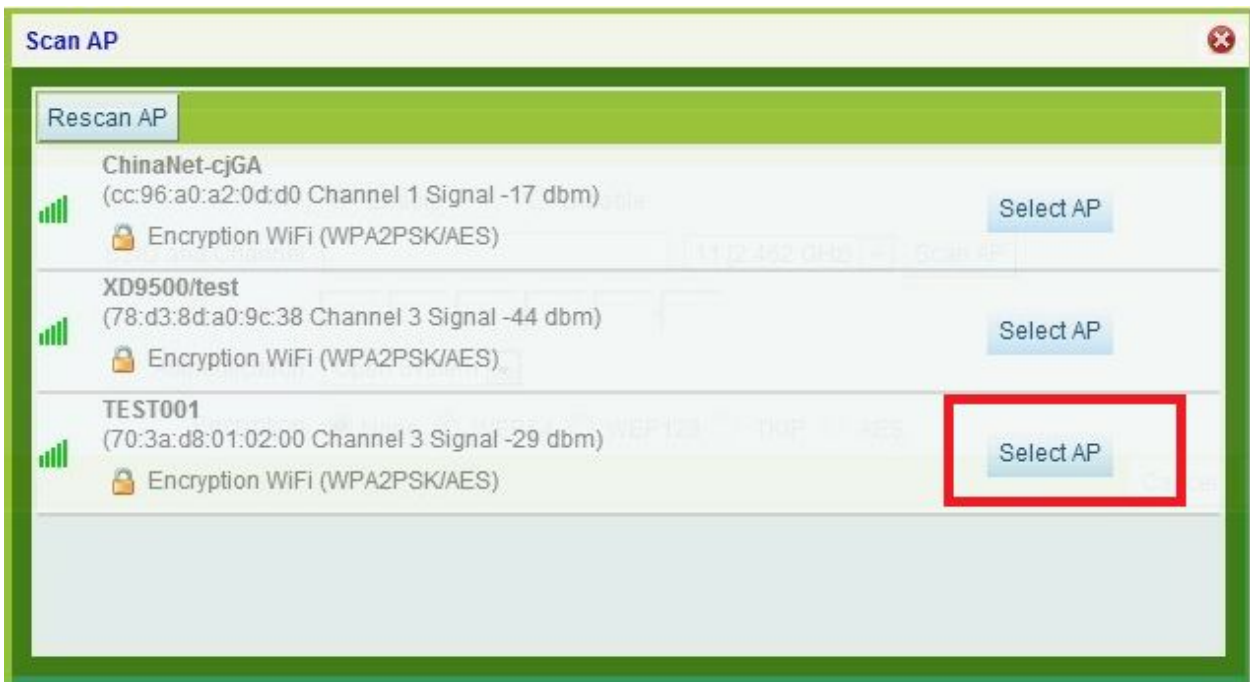 Scan AP
Rescan AP
ChinaNet-cjGA
(cc:96:a0:a2:0d:d0 Channel 1 Signal -17 dbm)
Encryption WiFi (WPA2PSK/AES)
Select AP
XD9500/test
(78:d3:8d:a0:9c:38 Channel 3 Signal -44 dbm)
Encryption WiFi (WPA2PSK/AES)
Select AP
TEST001
(70:3a:d8:01:02:00 Channel 3 Signal -29 dbm)
Encryption WiFi (WPA2PSK/AES)
Select AP